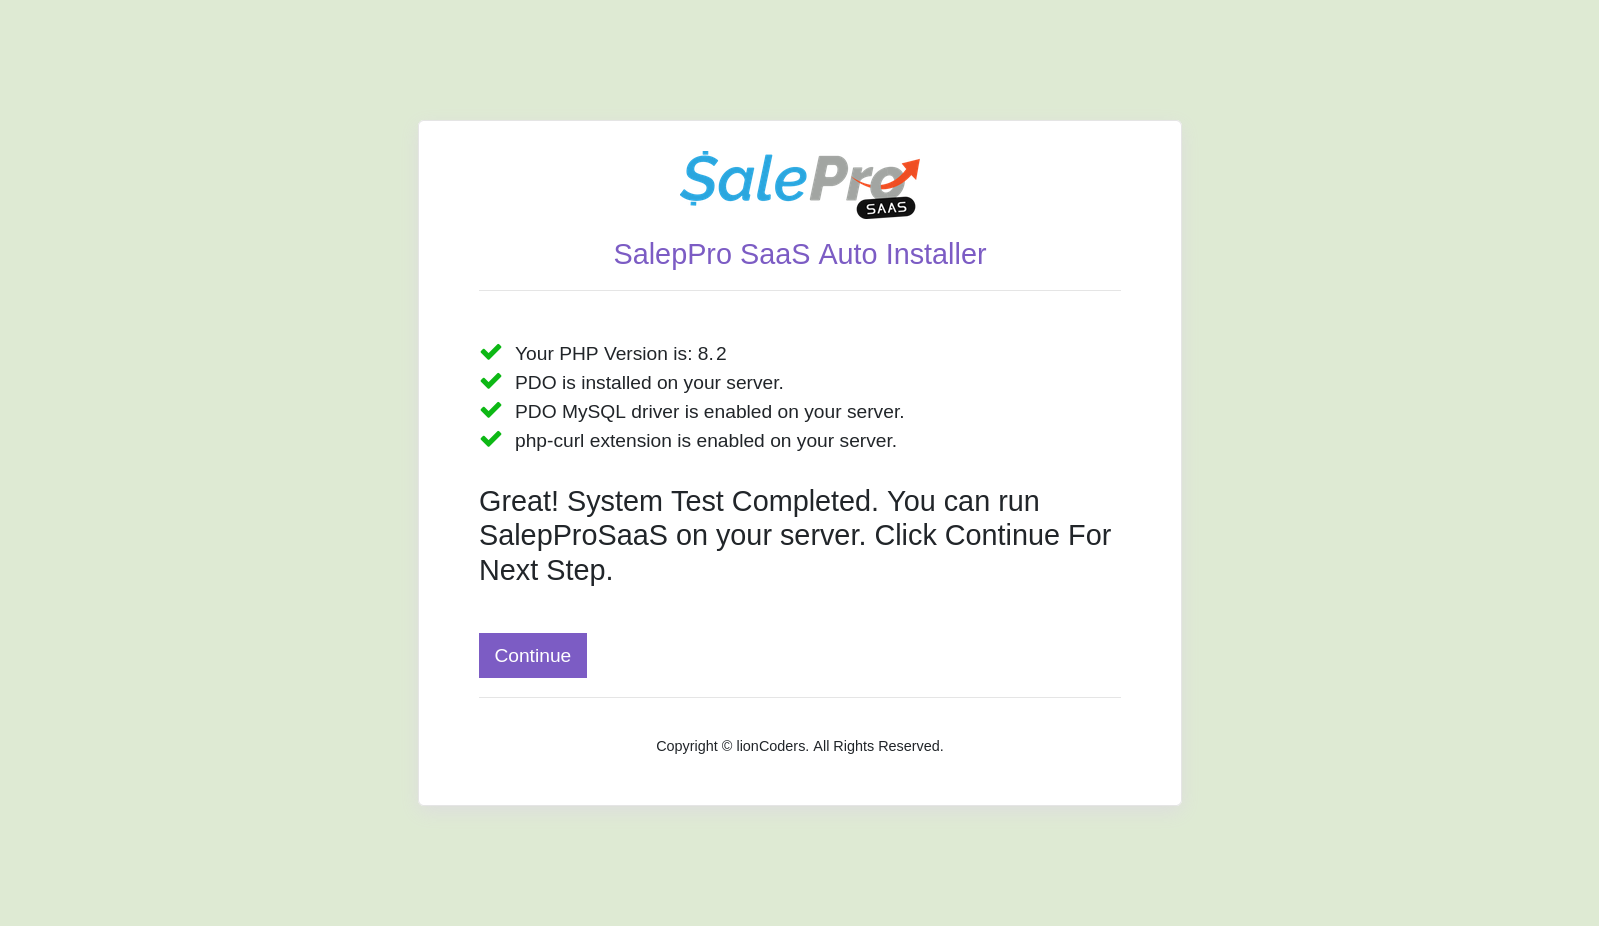 SalePro
SAAS
SalepPro SaaS Auto Installer
Your PHP Version is: 8.2
PDO is installed on your server.
PDO MySQL driver is enabled on your server.
php-curl extension is enabled on your server.
Great! System Test Completed. You can run
SalepProSaaS on your server. Click Continue For
Next Step.
Continue
Copyright © lionCoders. All Rights Reserved.